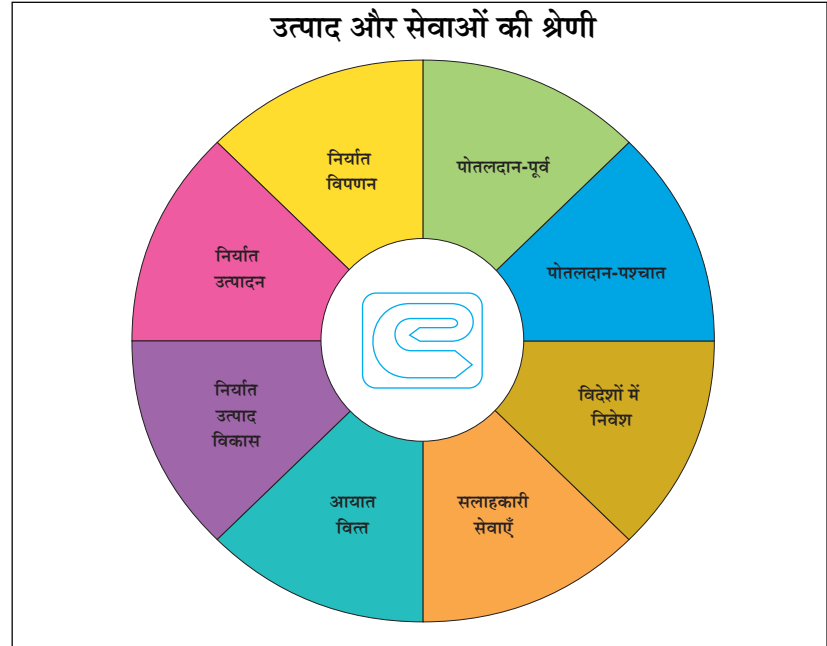 उत्पाद और सेवाओं की श्रेणी
पोतलदान-पूर्व
पोतलदान-पश्चात
विदेशों में
निवेश
सलाहकारी
सेवाएँ
आयात
वित्त
निर्यात
उत्पाद
विकास
निर्यात
उत्पादन
निर्यात
विपणन